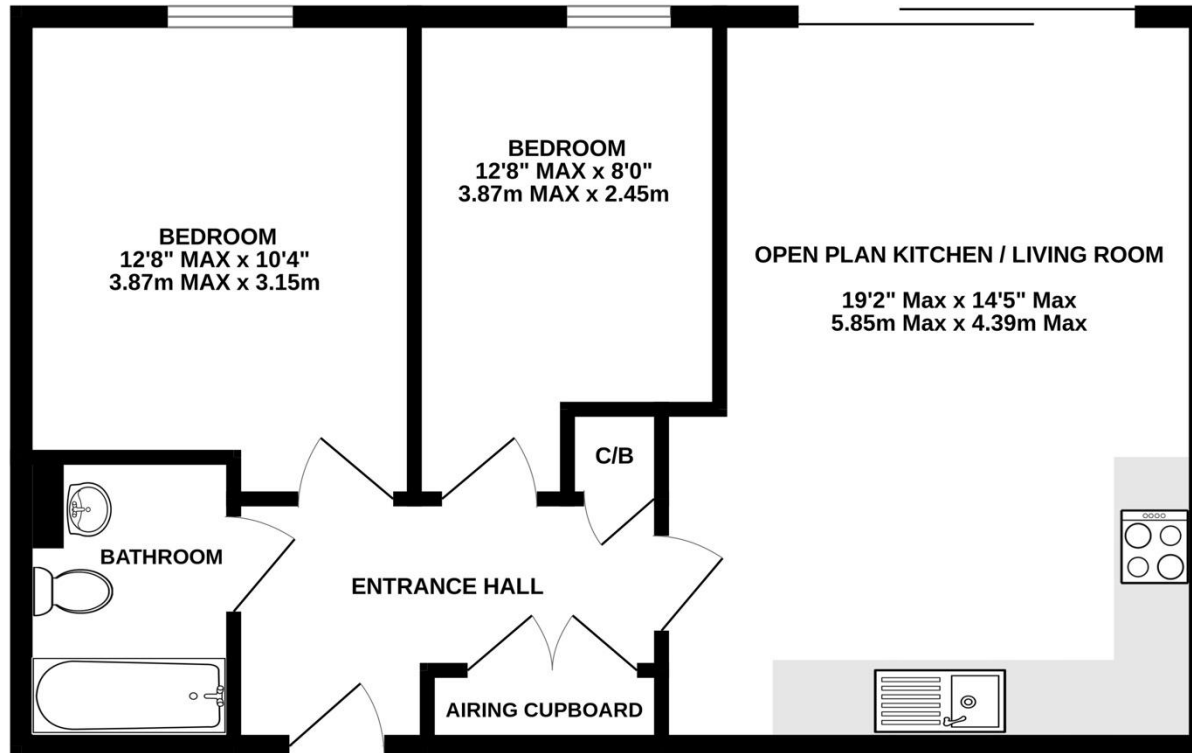 BEDROOM
12'8" MAX x 10'4"
3.87m MAX x 3.15m
BEDROOM
12'8" MAX x 8'0"
3.87m MAX x 2.45m
OPEN PLAN KITCHEN / LIVING ROOM
19'2" Max x 14'5" Max
5.85m Max x 4.39m Max
C/B
BATHROOM
ENTRANCE HALL
AIRING CUPBOARD